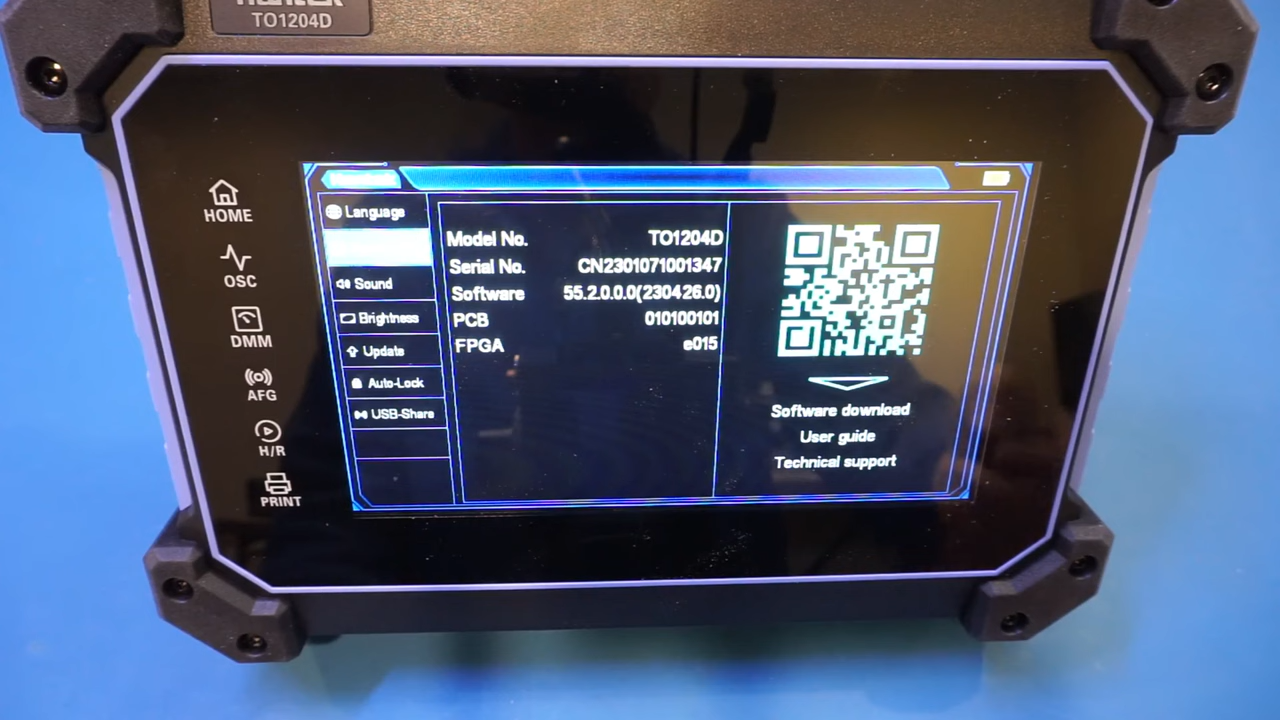 TO1204D
HOME
OSC
DMM
AFG
H/R
PRINT
Language
Sound
Brightness
Update
Auto-Lock
USB-Share
Model No. TO1204D
Serial No. CN2301071001347
Software 55.2.0.0.0(230426.0)
PCB 010100101
FPGA e015
Software download
User guide
Technical support